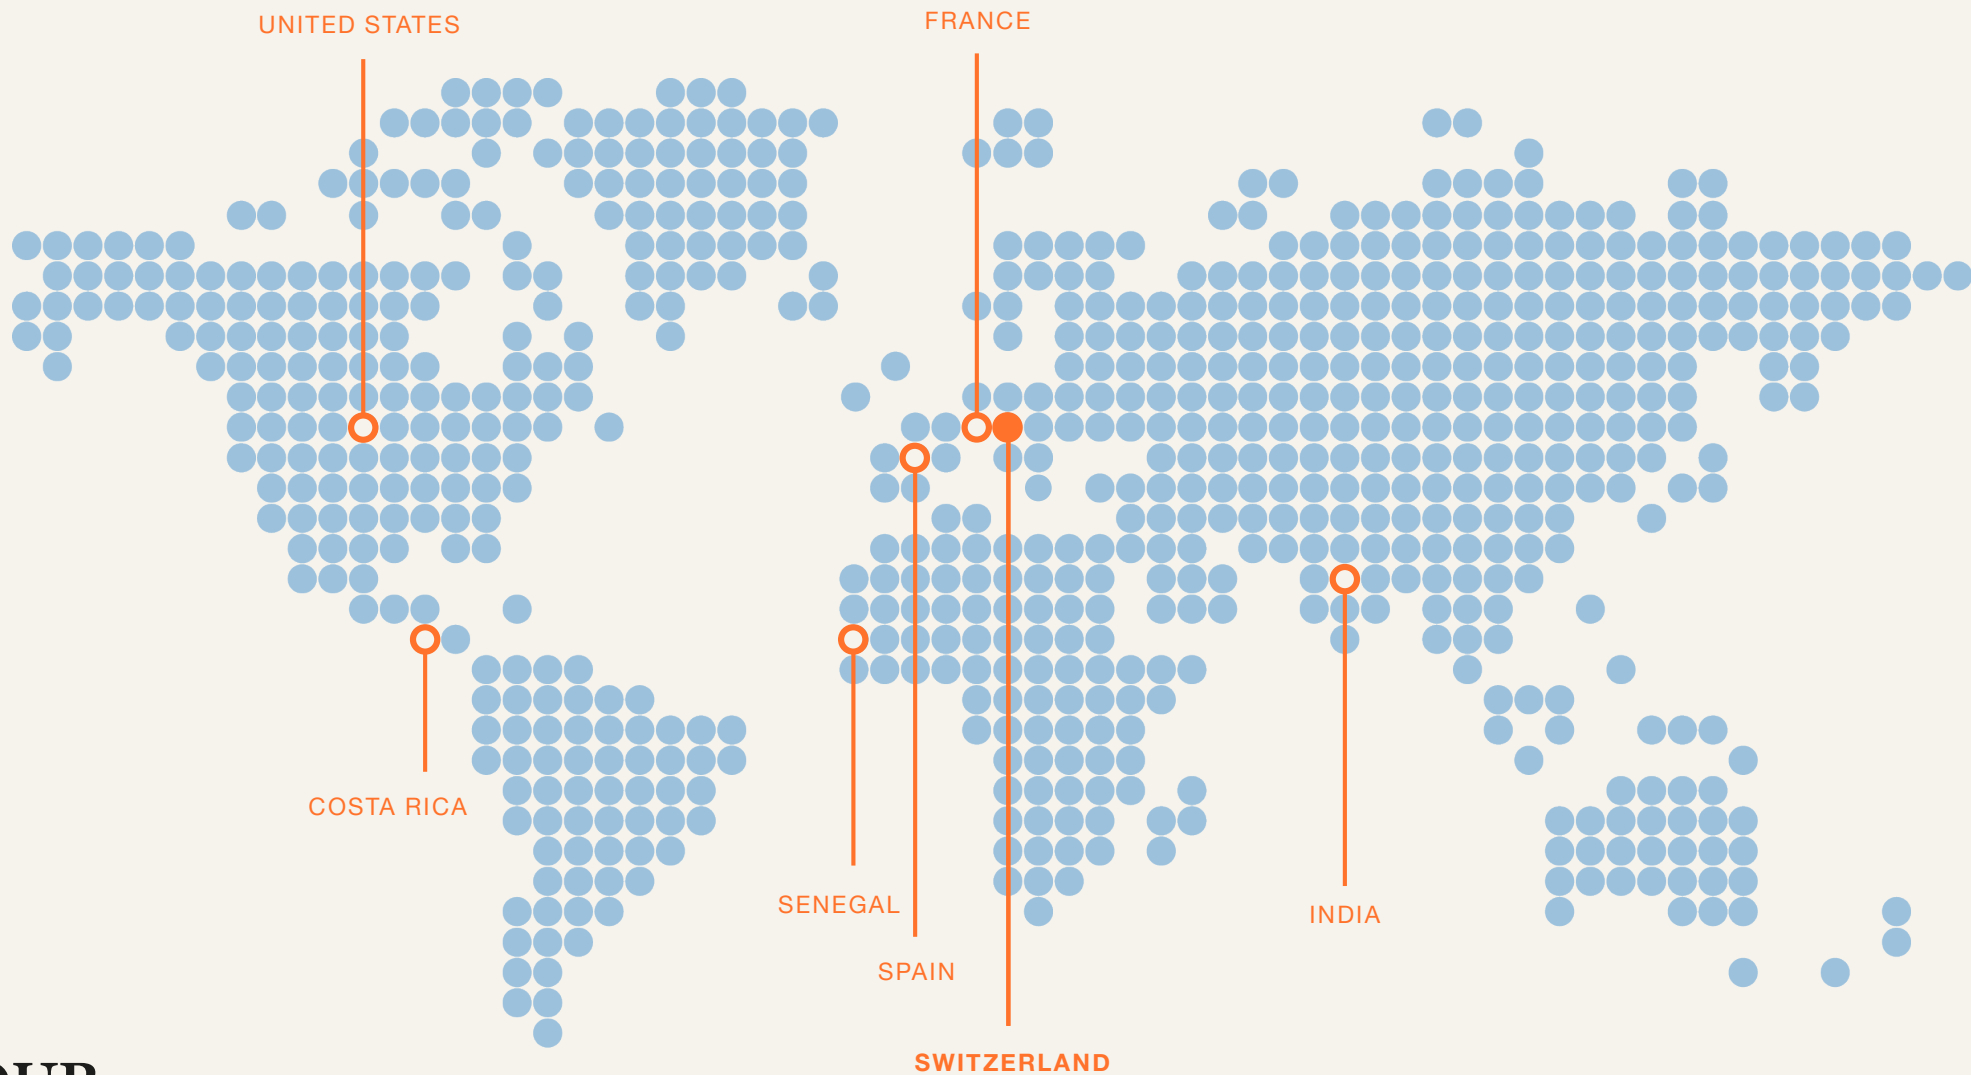 UNITED STATES
FRANCE
COSTA RICA
SENEGAL
INDIA
SPAIN
SWITZERLAND